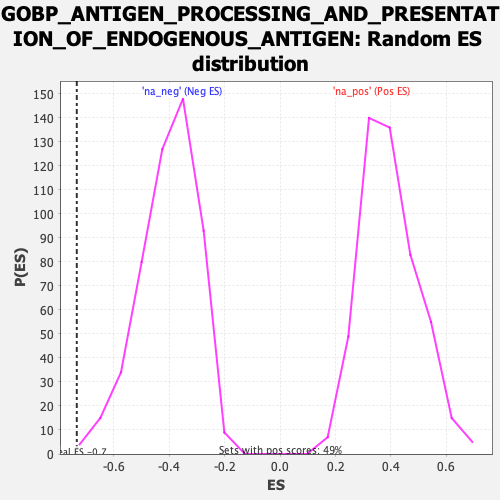 GOBP_ANTIGEN_PROCESSING_AND_PRESENTAT
ION_OF_ENDOGENOUS_ANTIGEN: Random ES
distribution
'na_neg' (Neg ES)
'na_pos' (Pos ES)
150
140
130
120
110
100
90
80
70
60
50
40
30
20
10
0
P(ES)
Sets with pos scores: 49%
-0.6 -0.4 -0.2 0.0 0.2 0.4 0.6
ES